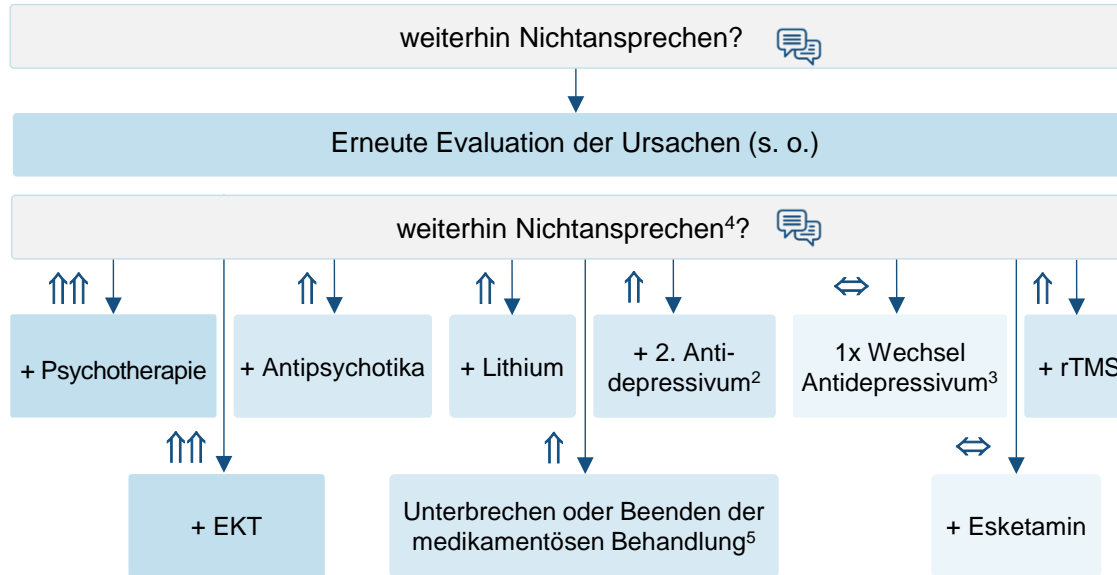 weiterhin Nichtansprechen?
Erneute Evaluation der Ursachen (s. o.)
weiterhin Nichtansprechen⁴?
⇑⇑
⇑
⇑
⇑
⇔
⇑
+ Psychotherapie
+ Antipsychotika
+ Lithium
+ 2. Anti-
depressivum²
1x Wechsel
Antidepressivum³
+ rTMS
⇑⇑
⇑
⇔
+ EKT
Unterbrechen oder Beenden der
medikamentösen Behandlung⁵
+ Esketamin